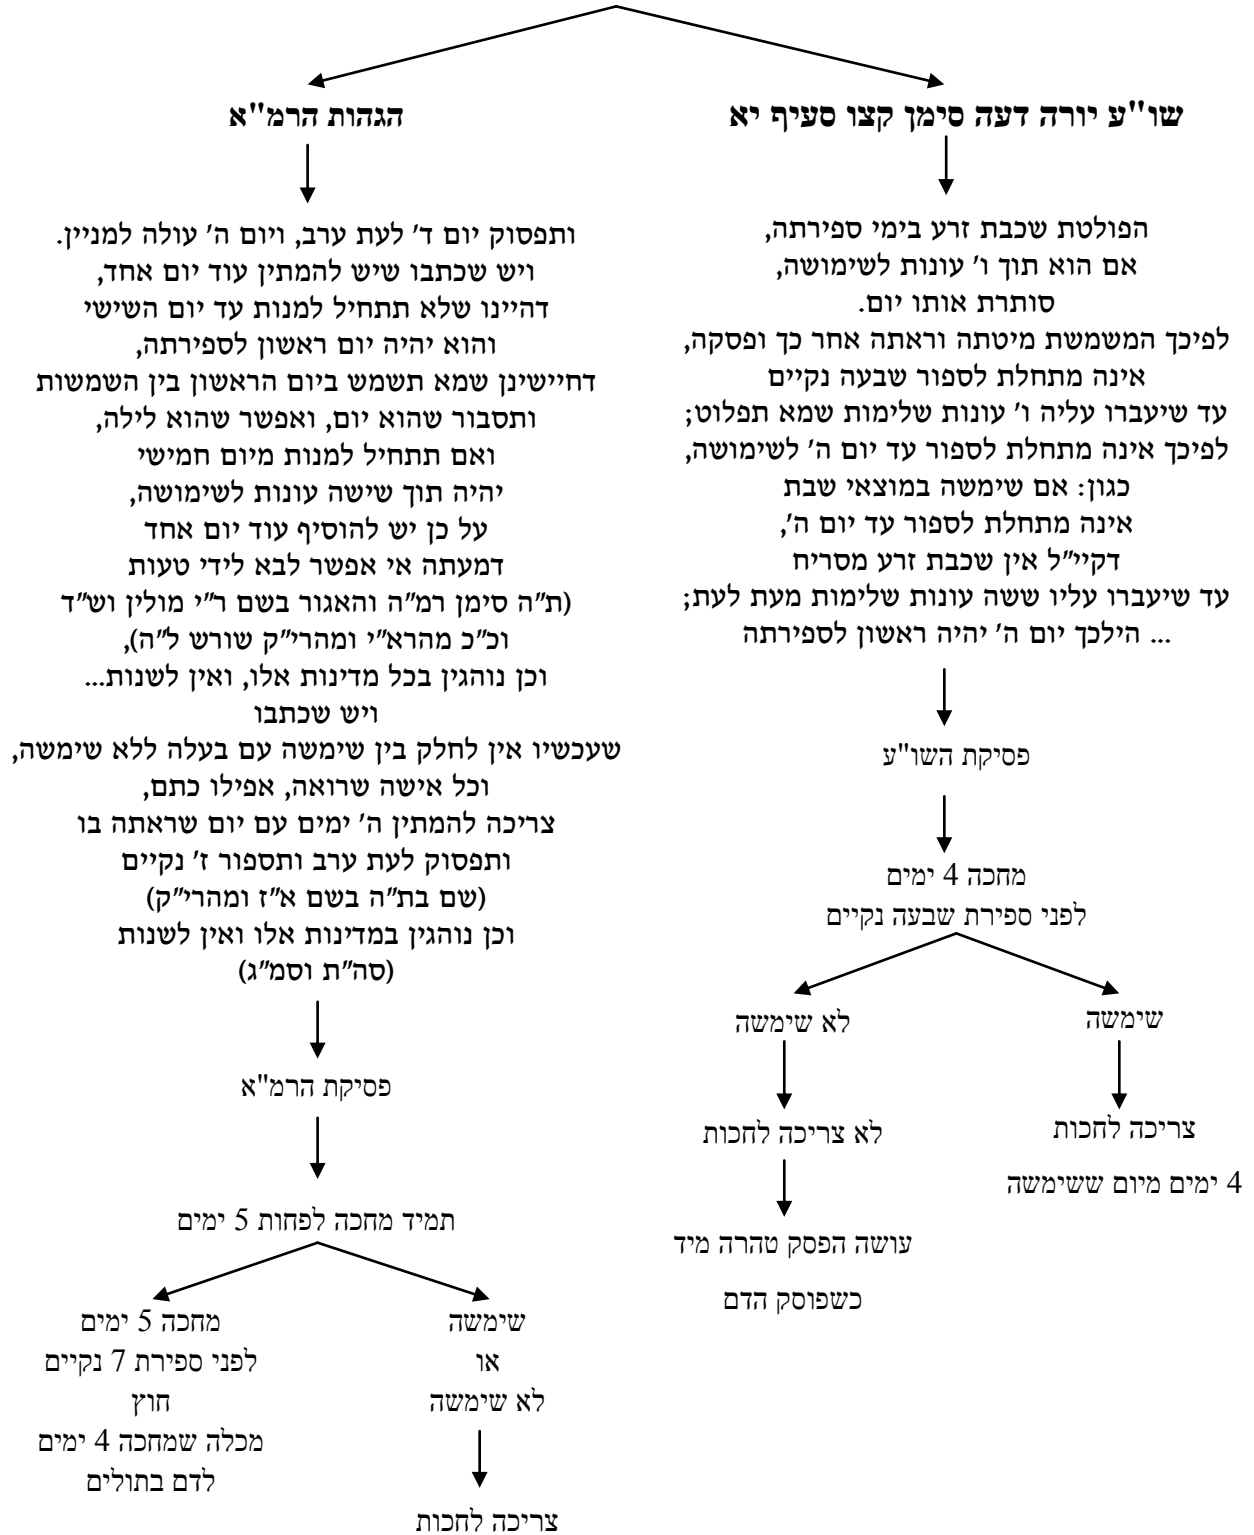 שו"ע יורה דעה סימן קצו סעיף יא
הפולטת שכבת זרע בימי ספירתה,
אם הוא תוך ו' עונות לשימושה,
סותרת אותו יום.
לפיכך המשמשת מיטתה וראתה אחר כך ופסקה,
אינה מתחלת לספור שבעה נקיים
עד שיעברו עליה ו' עונות שלימות שמא תפלוט;
לפיכך אינה מתחלת לספור עד יום ה' לשימושה,
כגון: אם שימשה במוצאי שבת
אינה מתחלת לספור עד יום ה',
דקיי"ל אין שכבת זרע מסריח
עד שיעברו עליו ששה עונות שלימות מעת לעת;
... הילכך יום ה' יהיה ראשון לספירתה
פסיקת השו"ע
מחכה 4 ימים
לפני ספירת שבעה נקיים
שימשה
צריכה לחכות
4 ימים מיום ששימשה
לא שימשה
לא צריכה לחכות
עושה הפסק טהרה מיד
כשפוסק הדם
הגהות הרמ"א
ותפסוק יום ד' לעת ערב, ויום ה' עולה למניין.
ויש שכתבו שיש להמתין עוד יום אחד,
דהיינו שלא תתחיל למנות עד יום השישי
והוא יהיה יום ראשון לספירתה,
דחיישינן שמא תשמש ביום הראשון בין השמשות
ותסבור שהוא יום, ואפשר שהוא לילה,
ואם תתחיל למנות מיום חמישי
יהיה תוך שישה עונות לשימושה,
על כן יש להוסיף עוד יום אחד
דמעתה אי אפשר לבא לידי טעות
(ת"ה סימן רמ"ה והאגור בשם ר"י מולין וש"ד
וכ"כ מהרא"י ומהרי"ק שורש ל"ה),
וכן נוהגין בכל מדינות אלו, ואין לשנות...
ויש שכתבו
שעכשיו אין לחלק בין שימשה עם בעלה ללא שימשה,
וכל אישה שרואה, אפילו כתם,
צריכה להמתין ה' ימים עם יום שראתה בו
ותפסוק לעת ערב ותספור ז' נקיים
(שם בת"ה בשם א"ז ומהרי"ק)
וכן נוהגין במדינות אלו ואין לשנות
(סה"ת וסמ"ג)
פסיקת הרמ"א
תמיד מחכה לפחות 5 ימים
שימשה
או
לא שימשה
צריכה לחכות
מחכה 5 ימים
לפני ספירת 7 נקיים
חוץ
מכלה שמחכה 4 ימים
לדם בתולים